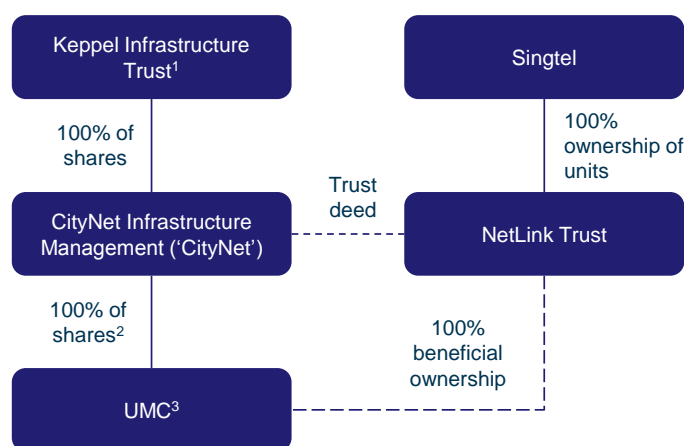 Keppel Infrastructure
Trust¹
Singtel
100% of
shares
100%
ownership of
units
Trust
deed
CityNet Infrastructure
Management (‘CityNet’)
NetLink Trust
100% of
shares²
100%
beneficial
ownership
UMC³